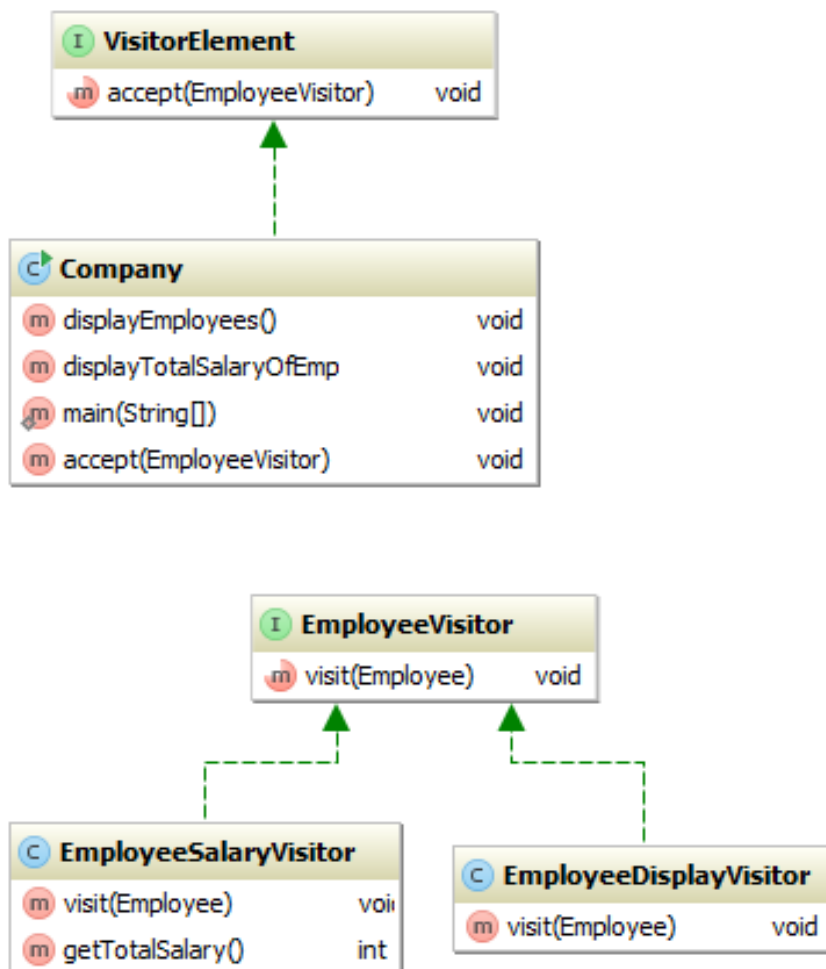 I VisitorElement
m accept(EmployeeVisitor) void
C Company
m displayEmployees() void
m displayTotalSalaryOfEmp void
m main(String[]) void
m accept(EmployeeVisitor) void
I EmployeeVisitor
m visit(Employee) void
C EmployeeSalaryVisitor
m visit(Employee) voi
m getTotalSalary() int
C EmployeeDisplayVisitor
m visit(Employee) void